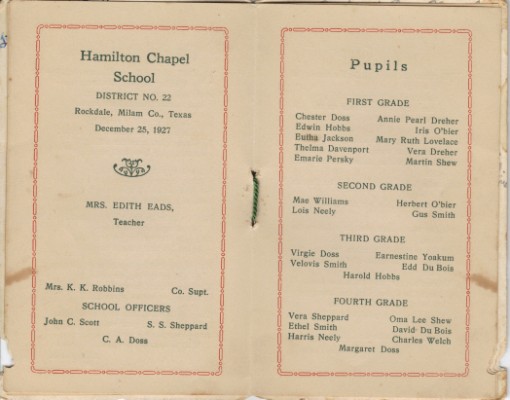 Hamilton Chapel
School
DISTRICT NO. 22
Rockdale, Milam Co., Texas
December 25, 1927
MRS. EDITH EADS,
Teacher
Mrs. K. K. Robbins Co. Supt.
SCHOOL OFFICERS
John C. Scott S. S. Sheppard
C. A. Doss
Pupils
FIRST GRADE
Chester Doss Annie Pearl Dreher
Edwin Hobbs Iris O'bier
Eutha Jackson Mary Ruth Lovelace
Thelma Davenport Vera Dreher
Emarie Persky Martin Shew
SECOND GRADE
Mae Williams Herbert O'bier
Lois Neely Gus Smith
THIRD GRADE
Virgie Doss Earnestine Yoakum
Velovis Smith Edd Du Bois
Harold Hobbs
FOURTH GRADE
Vera Sheppard Oma Lee Shew
Ethel Smith David Du Bois
Harris Neely Charles Welch
Margaret Doss